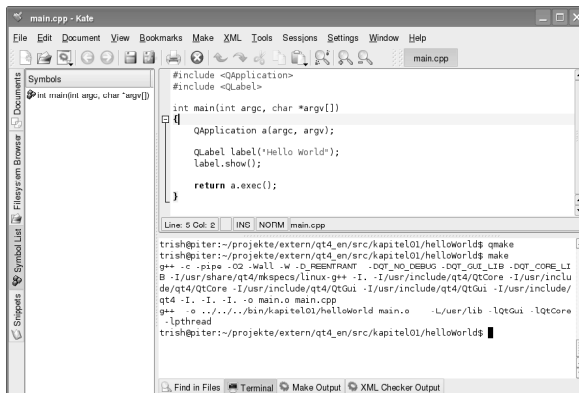 main.cpp - Kate
File Edit Document View Bookmarks Make XML Tools Sessions Settings Window Help
main.cpp
Documents
Filesystem Browser
Symbol List
Snippets
Symbols
int main(int argc, char *argv[])
#include <QApplication>
#include <QLabel>
int main(int argc, char *argv[])
{
QApplication a(argc, argv);
QLabel label("Hello World");
label.show();
return a.exec();
}
Line: 5 Col: 2 INS NORM main.cpp
trish@piter:~/projekte/extern/qt4_en/src/kapitel01/helloWorld$ qmake
trish@piter:~/projekte/extern/qt4_en/src/kapitel01/helloWorld$ make
g++ -c -pipe -O2 -Wall -W -D_REENTRANT -DQT_NO_DEBUG -DQT_GUI_LIB -DQT_CORE_LI
B -I/usr/share/qt4/mkspecs/linux-g++ -I. -I/usr/include/qt4/QtCore -I/usr/inclu
de/qt4/QtCore -I/usr/include/qt4/QtGui -I/usr/include/qt4/QtGui -I/usr/include/
qt4 -I. -I. -I. -o main.o main.cpp
g++ -o ../../../bin/kapitel01/helloWorld main.o -L/usr/lib -lQtGui -lQtCore
-lpthread
trish@piter:~/projekte/extern/qt4_en/src/kapitel01/helloWorld$
Find in Files Terminal Make Output XML Checker Output